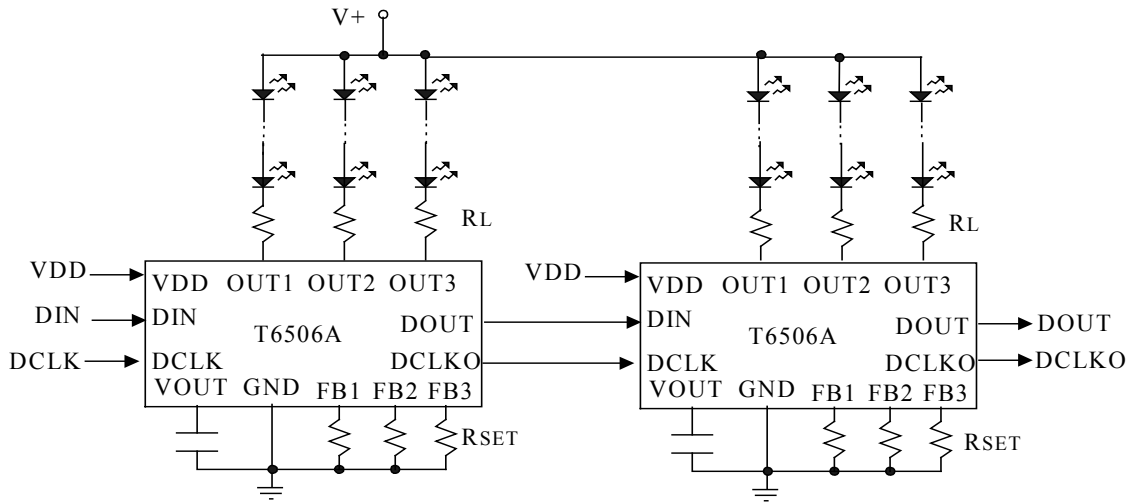 V+
RL RL
VDD VDD OUT1 OUT2 OUT3 VDD VDD OUT1 OUT2 OUT3
DIN DIN DOUT DIN DOUT DOUT
T6506A T6506A
DCLK DCLK DCLKO DCLK DCLKO DCLKO
VOUT GND FB1 FB2 FB3 VOUT GND FB1 FB2 FB3
RSET RSET